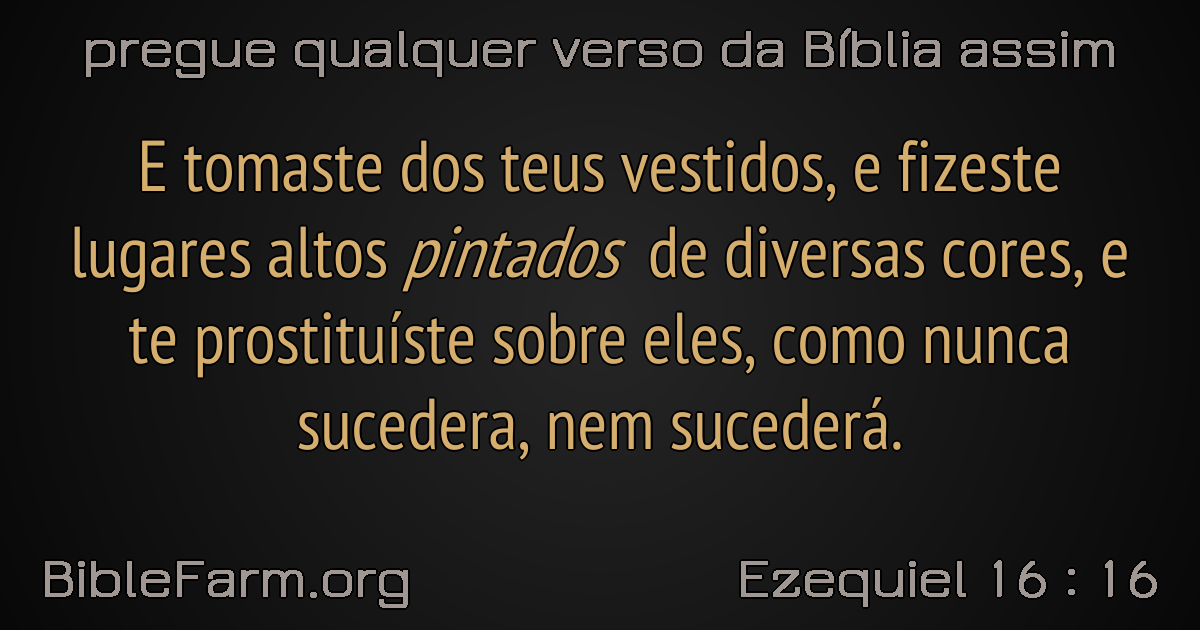 pregue qualquer verso da Bíblia assim
E tomaste dos teus vestidos, e fizeste
lugares altos pintados de diversas cores, e
te prostituíste sobre eles, como nunca
sucedera, nem sucederá.
BibleFarm.org
Ezequiel 16 : 16